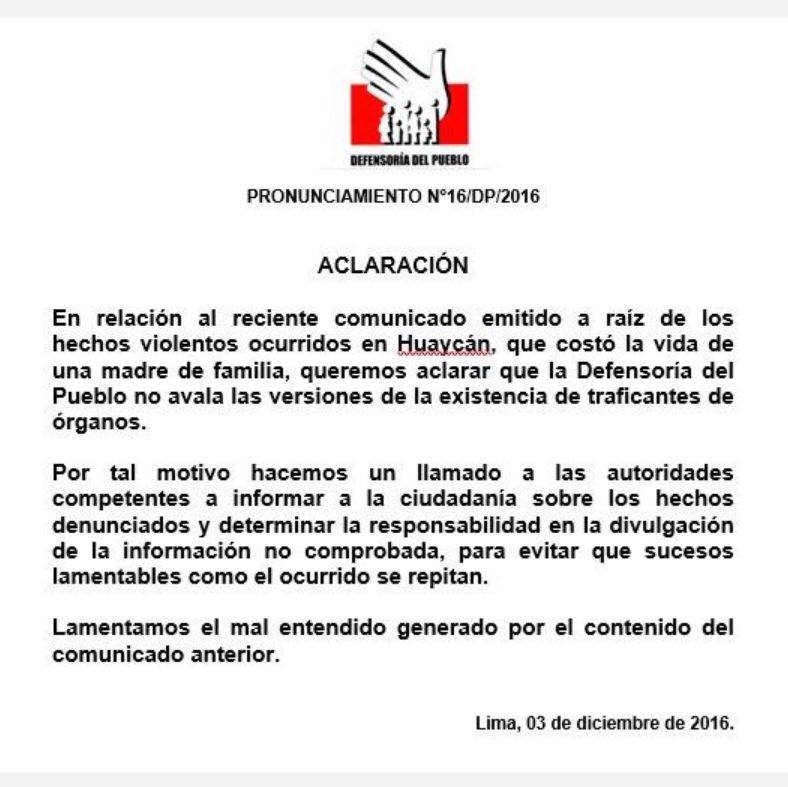 DEFENSORÍA DEL PUEBLO
PRONUNCIAMIENTO N°16/DP/2016
ACLARACIÓN
En relación al reciente comunicado emitido a raíz de los
hechos violentos ocurridos en Huaycán, que costó la vida de
una madre de familia, queremos aclarar que la Defensoría del
Pueblo no avala las versiones de la existencia de traficantes de
órganos.
Por tal motivo hacemos un llamado a las autoridades
competentes a informar a la ciudadanía sobre los hechos
denunciados y determinar la responsabilidad en la divulgación
de la información no comprobada, para evitar que sucesos
lamentables como el ocurrido se repitan.
Lamentamos el mal entendido generado por el contenido del
comunicado anterior.
Lima, 03 de diciembre de 2016.